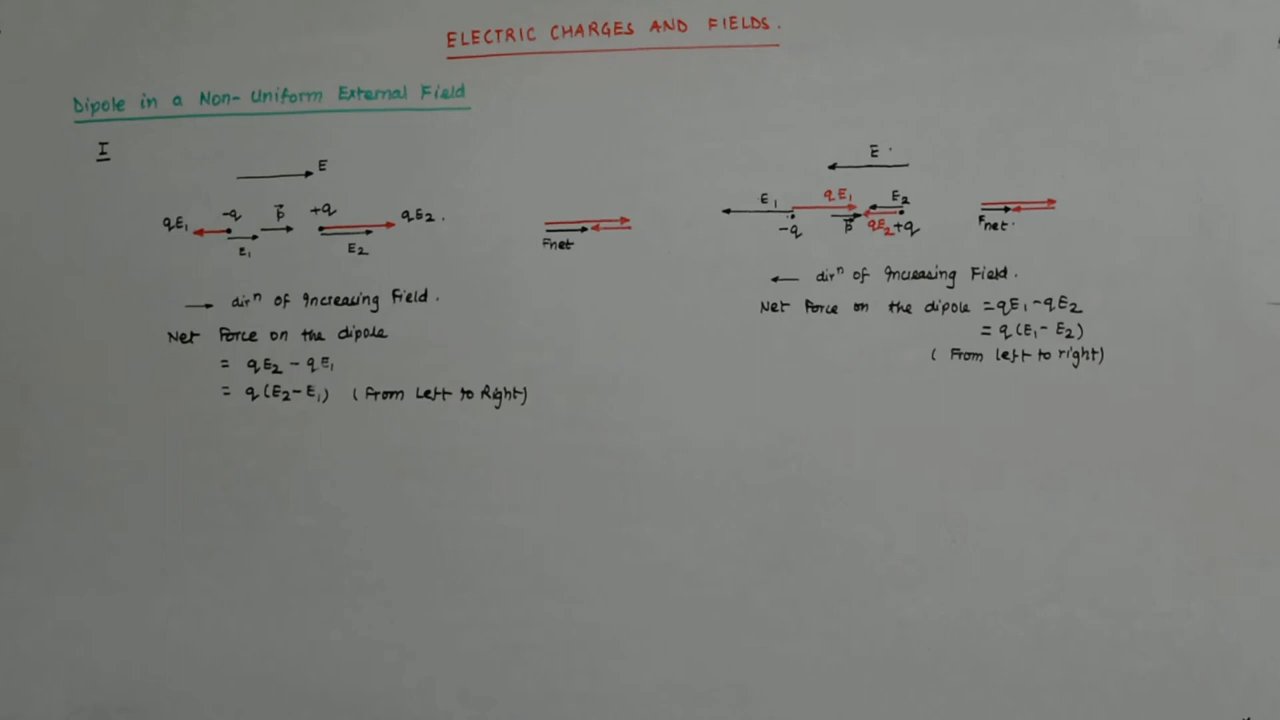 ELECTRIC CHARGES AND FIELDS.
Dipole in a Non-Uniform External Field
I
E
qE₁ -q p⃗ +q qE₂.
E₁ E₂
Fnet
→ dirⁿ of Increasing Field.
Net Force on the dipole
= qE₂ - qE₁
= q(E₂-E₁) (From Left to Right)
E
E₁ qE₁ E₂
-q p⃗ qE₂ +q
Fnet.
← dirⁿ of Increasing Field.
Net Force on the dipole = qE₁ - qE₂
= q(E₁- E₂)
(From left to right)